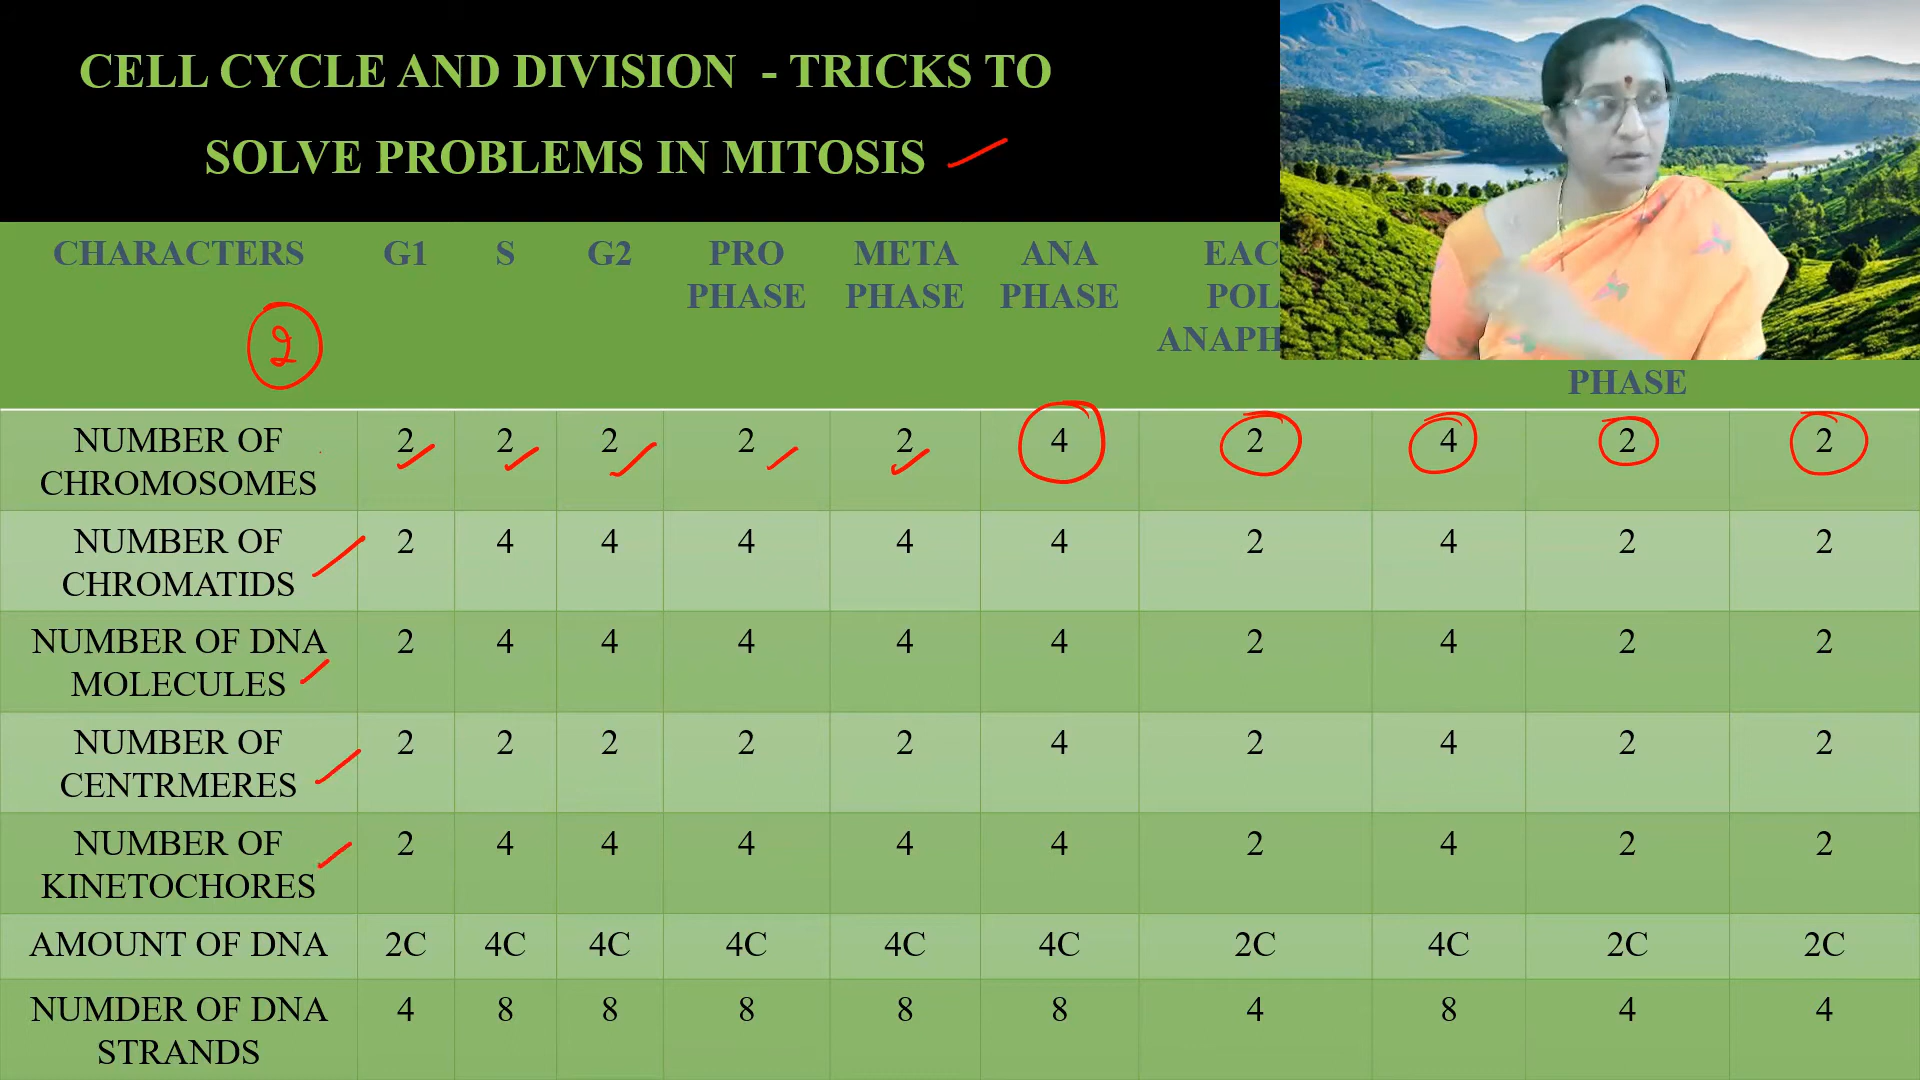 CELL CYCLE AND DIVISION - TRICKS TO
SOLVE PROBLEMS IN MITOSIS
CHARACTERS G1 S G2 PRO PHASE META PHASE ANA PHASE EAC POL ANAPH PHASE
2
NUMBER OF CHROMOSOMES 2 2 2 2 2 4 2 4 2 2
NUMBER OF CHROMATIDS 2 4 4 4 4 4 2 4 2 2
NUMBER OF DNA MOLECULES 2 4 4 4 4 4 2 4 2 2
NUMBER OF CENTRMERES 2 2 2 2 2 4 2 4 2 2
NUMBER OF KINETOCHORES 2 4 4 4 4 4 2 4 2 2
AMOUNT OF DNA 2C 4C 4C 4C 4C 4C 2C 4C 2C 2C
NUMDER OF DNA STRANDS 4 8 8 8 8 8 4 8 4 4